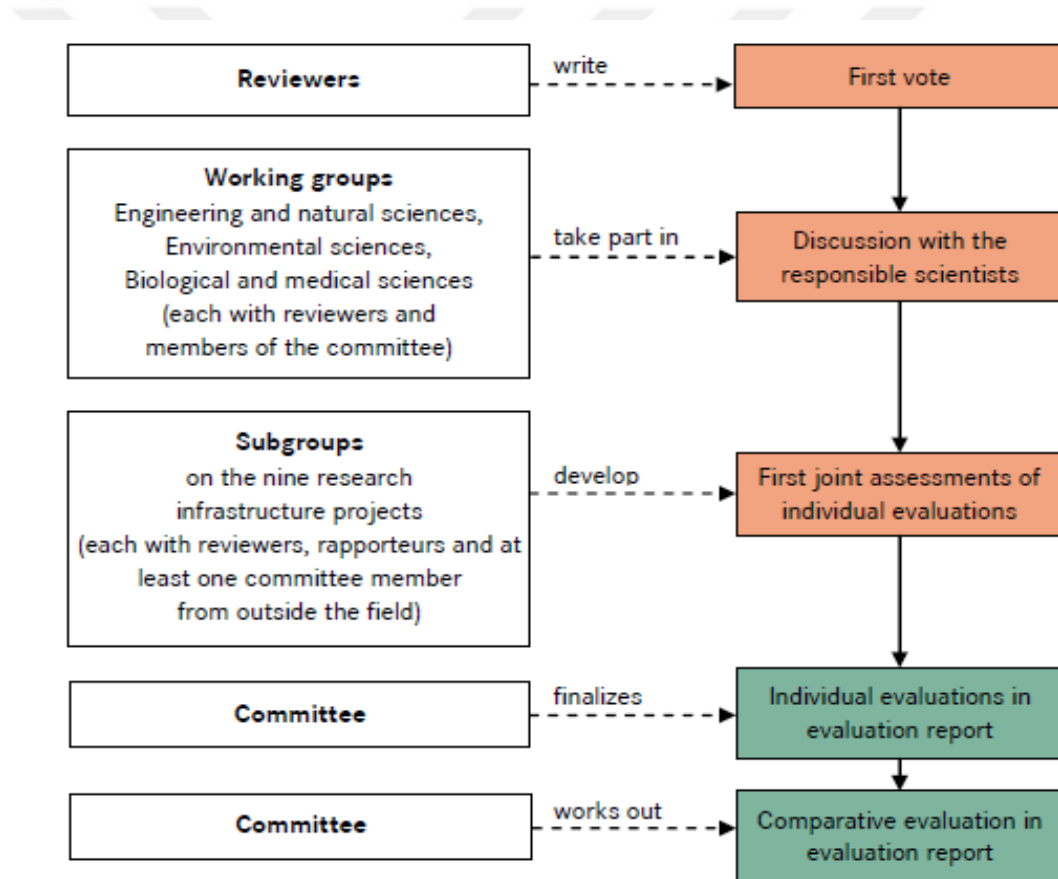 Reviewers
write
First vote
Working groups
Engineering and natural sciences,
Environmental sciences,
Biological and medical sciences
(each with reviewers and
members of the committee)
take part in
Discussion with the
responsible scientists
Subgroups
on the nine research
infrastructure projects
(each with reviewers, rapporteurs and at
least one committee member
from outside the field)
develop
First joint assessments of
individual evaluations
Committee
finalizes
Individual evaluations in
evaluation report
Committee
works out
Comparative evaluation in
evaluation report